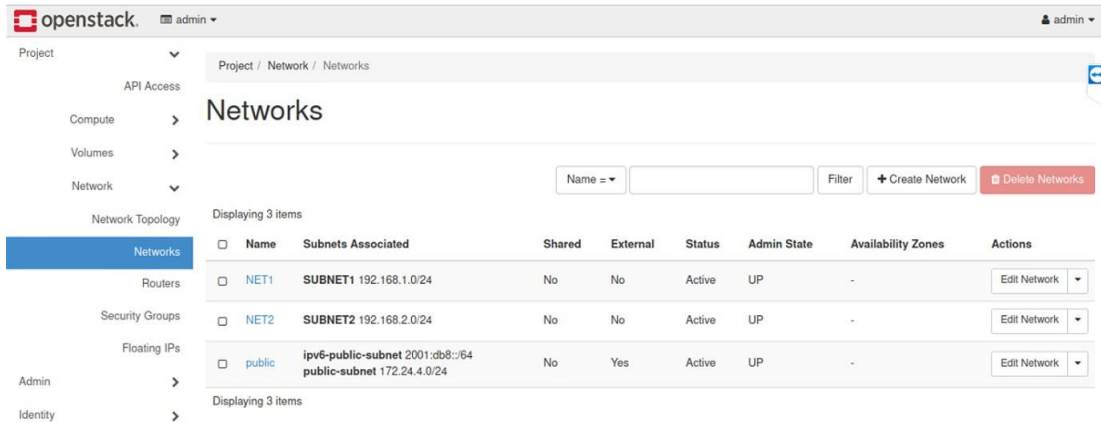 openstack. admin admin
Project
API Access
Compute
Volumes
Network
Network Topology
Networks
Routers
Security Groups
Floating IPs
Admin
Identity
Project / Network / Networks
Networks
Name = Filter + Create Network Delete Networks
Displaying 3 items
Name Subnets Associated Shared External Status Admin State Availability Zones Actions
NET1 SUBNET1 192.168.1.0/24 No No Active UP - Edit Network
NET2 SUBNET2 192.168.2.0/24 No No Active UP - Edit Network
public ipv6-public-subnet 2001:db8::/64 No Yes Active UP - Edit Network
public-subnet 172.24.4.0/24
Displaying 3 items